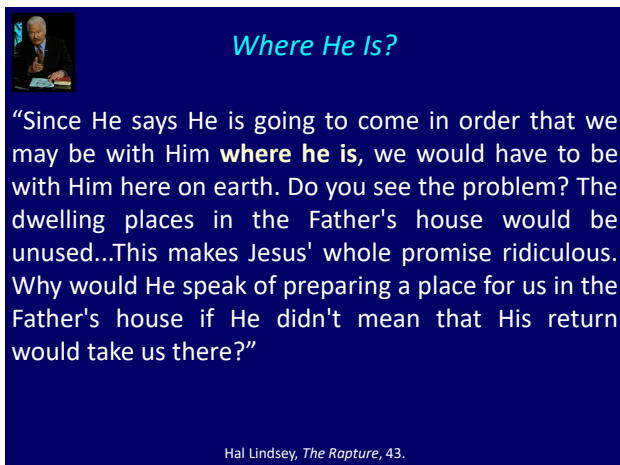 Where He Is?
“Since He says He is going to come in order that we
may be with Him where he is, we would have to be
with Him here on earth. Do you see the problem? The
dwelling places in the Father's house would be
unused...This makes Jesus' whole promise ridiculous.
Why would He speak of preparing a place for us in the
Father's house if He didn't mean that His return
would take us there?”
Hal Lindsey, The Rapture, 43.